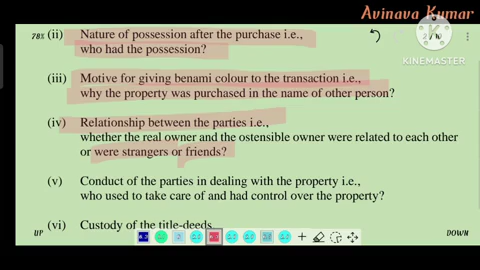 Avinava Kumar
78% (ii) Nature of possession after the purchase i.e.,
who had the possession?
KINEMASTER
(iii) Motive for giving benami colour to the transaction i.e.,
why the property was purchased in the name of other person?
(iv) Relationship between the parties i.e.,
whether the real owner and the ostensible owner were related to each other
or were strangers or friends?
(v) Conduct of the parties in dealing with the property i.e.,
who used to take care of and had control over the property?
(vi) Custody of the title-deeds
UP DOWN